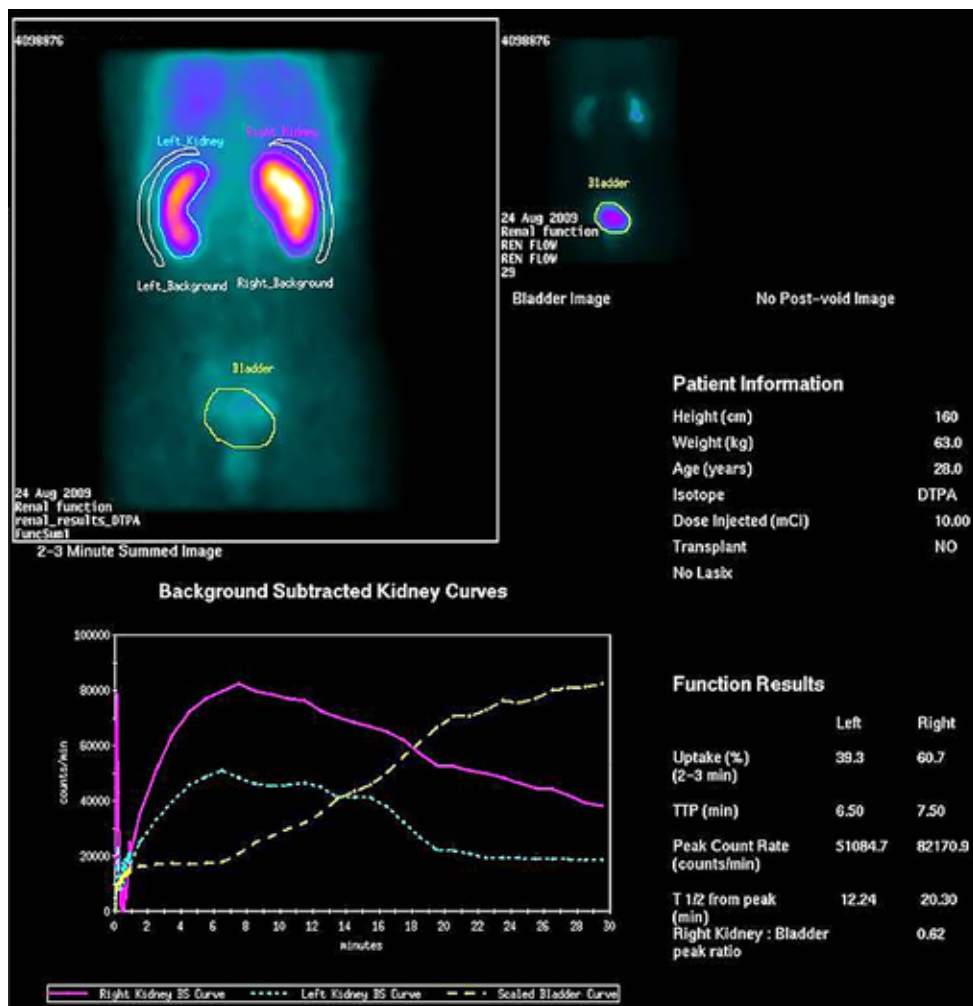 4098876
Left_Kidney
Right_Kidney
Left_Background
Right_Background
Bladder
24 Aug 2009
Renal function
renal_results_DTPA
FuncSum1
2-3 Minute Summed Image
4098876
Bladder
24 Aug 2009
Renal function
REN FLOW
REN FLOW
29
Bladder Image
No Post-void Image
Patient Information
Height (cm) 160
Weight (kg) 63.0
Age (years) 28.0
Isotope DTPA
Dose Injected (mCi) 10.00
Transplant NO
No Lasix
Background Subtracted Kidney Curves
100000
80000
60000
40000
20000
0
counts/min
0 2 4 6 8 10 12 14 16 18 20 22 24 26 28 30
minutes
Right Kidney BS Curve
Left Kidney BS Curve
Scaled Bladder Curve
Function Results
Left Right
Uptake (%) 39.3 60.7
(2-3 min)
TTP (min) 6.50 7.50
Peak Count Rate 51084.7 82170.9
(counts/min)
T 1/2 from peak 12.24 20.30
(min)
Right Kidney : Bladder 0.62
peak ratio